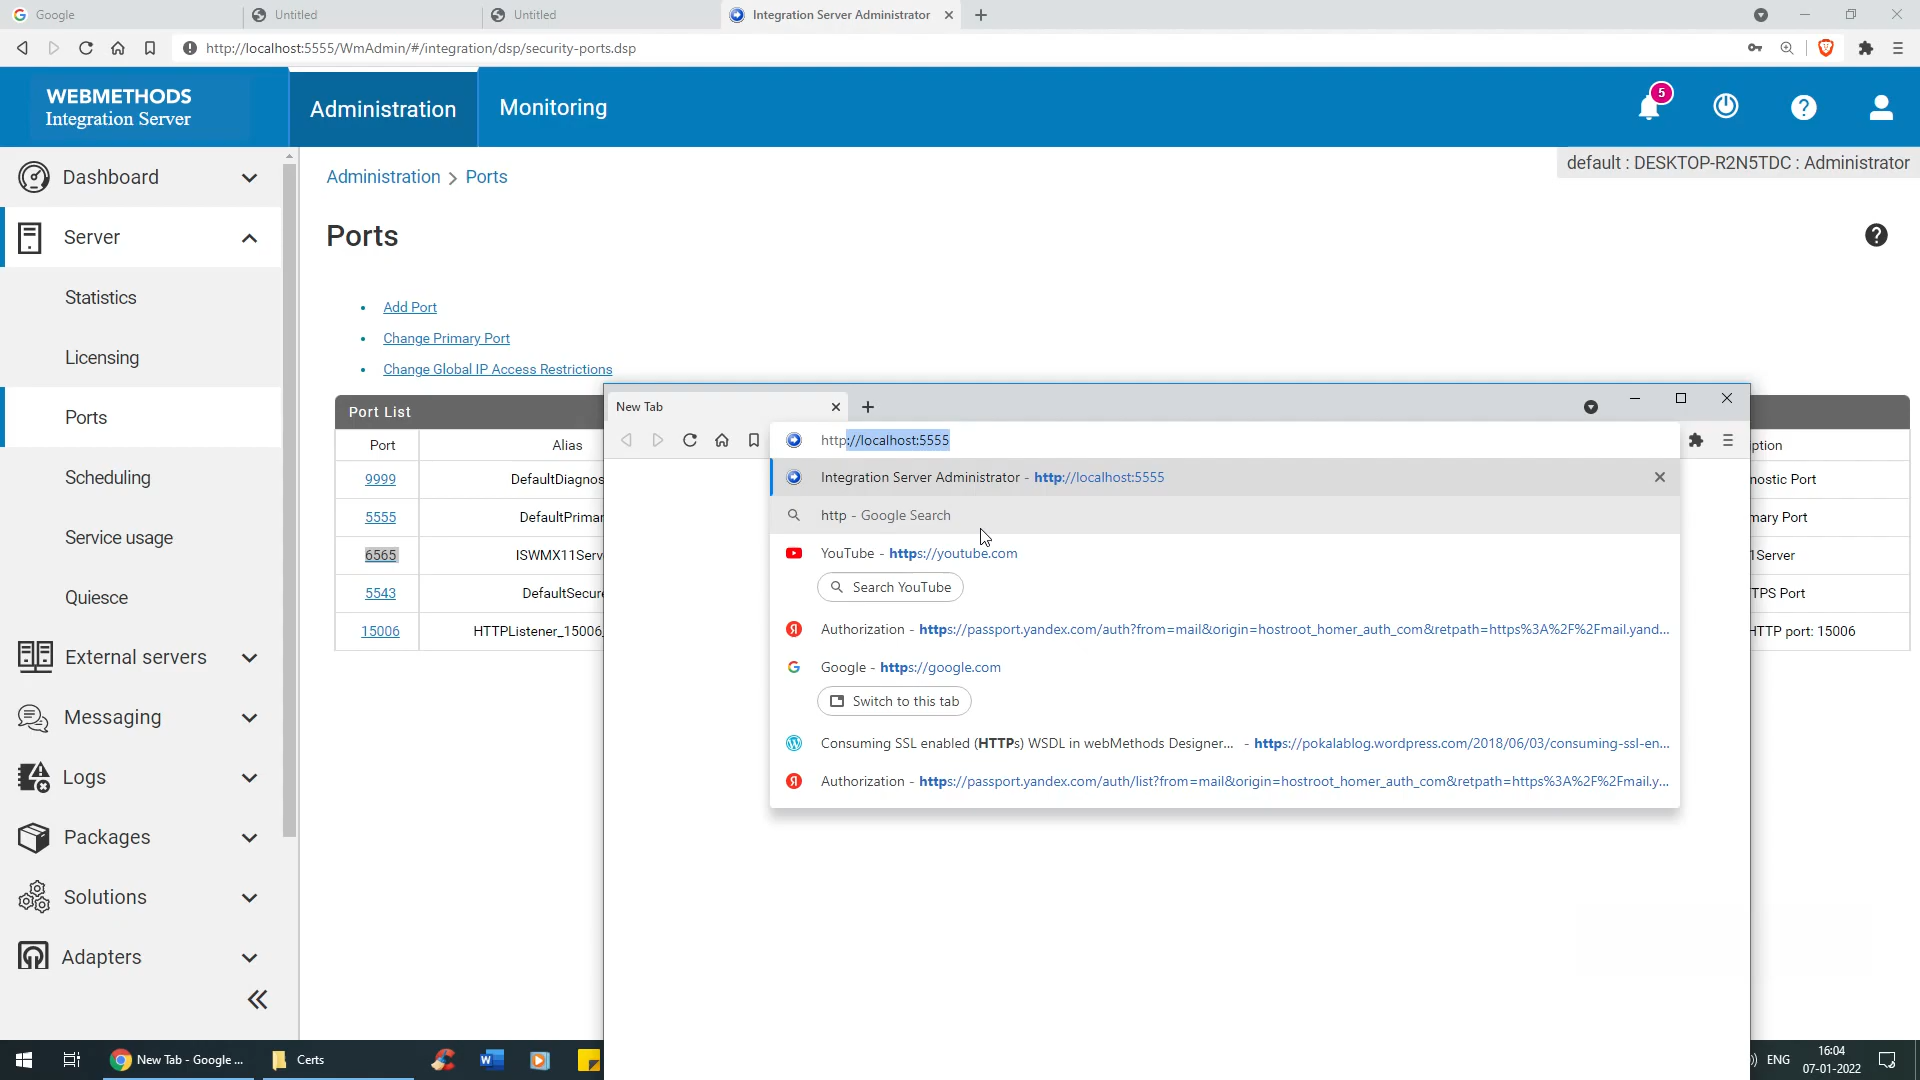 Google
Untitled
Untitled
Integration Server Administrator
http://localhost:5555/WmAdmin/#/integration/dsp/security-ports.dsp
WEBMETHODS
Integration Server
Administration
Monitoring
5
default : DESKTOP-R2N5TDC : Administrator
Dashboard
Server
Statistics
Licensing
Ports
Scheduling
Service usage
Quiesce
External servers
Messaging
Logs
Packages
Solutions
Adapters
Administration > Ports
Ports
Add Port
Change Primary Port
Change Global IP Access Restrictions
Port List
Port
Alias
ption
9999
DefaultDiagnos
nostic Port
5555
DefaultPrimar
mary Port
6565
ISWMX11Serv
1Server
5543
DefaultSecure
TPS Port
15006
HTTPListener_15006_
HTTP port: 15006
New Tab
http://localhost:5555
Integration Server Administrator - http://localhost:5555
http - Google Search
YouTube - https://youtube.com
Search YouTube
Authorization - https://passport.yandex.com/auth?from=mail&origin=hostroot_homer_auth_com&retpath=https%3A%2F%2Fmail.yand...
Google - https://google.com
Switch to this tab
Consuming SSL enabled (HTTPs) WSDL in webMethods Designer... - https://pokalablog.wordpress.com/2018/06/03/consuming-ssl-en...
Authorization - https://passport.yandex.com/auth/list?from=mail&origin=hostroot_homer_auth_com&retpath=https%3A%2F%2Fmail.y...
New Tab - Google ...
Certs
ENG
16:04
07-01-2022